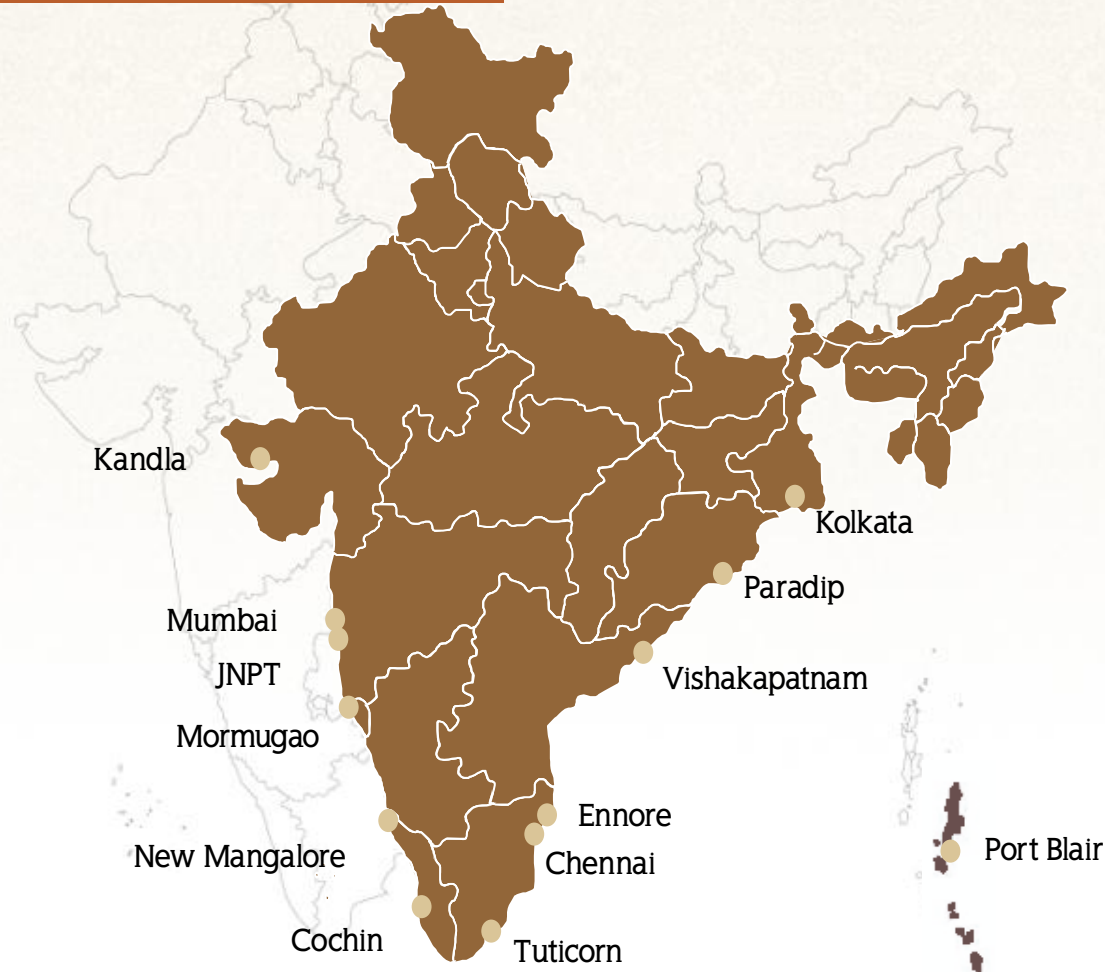 Kandla
Kolkata
Paradip
Mumbai
JNPT
Vishakapatnam
Mormugao
Ennore
New Mangalore
Chennai
Port Blair
Cochin
Tuticorn